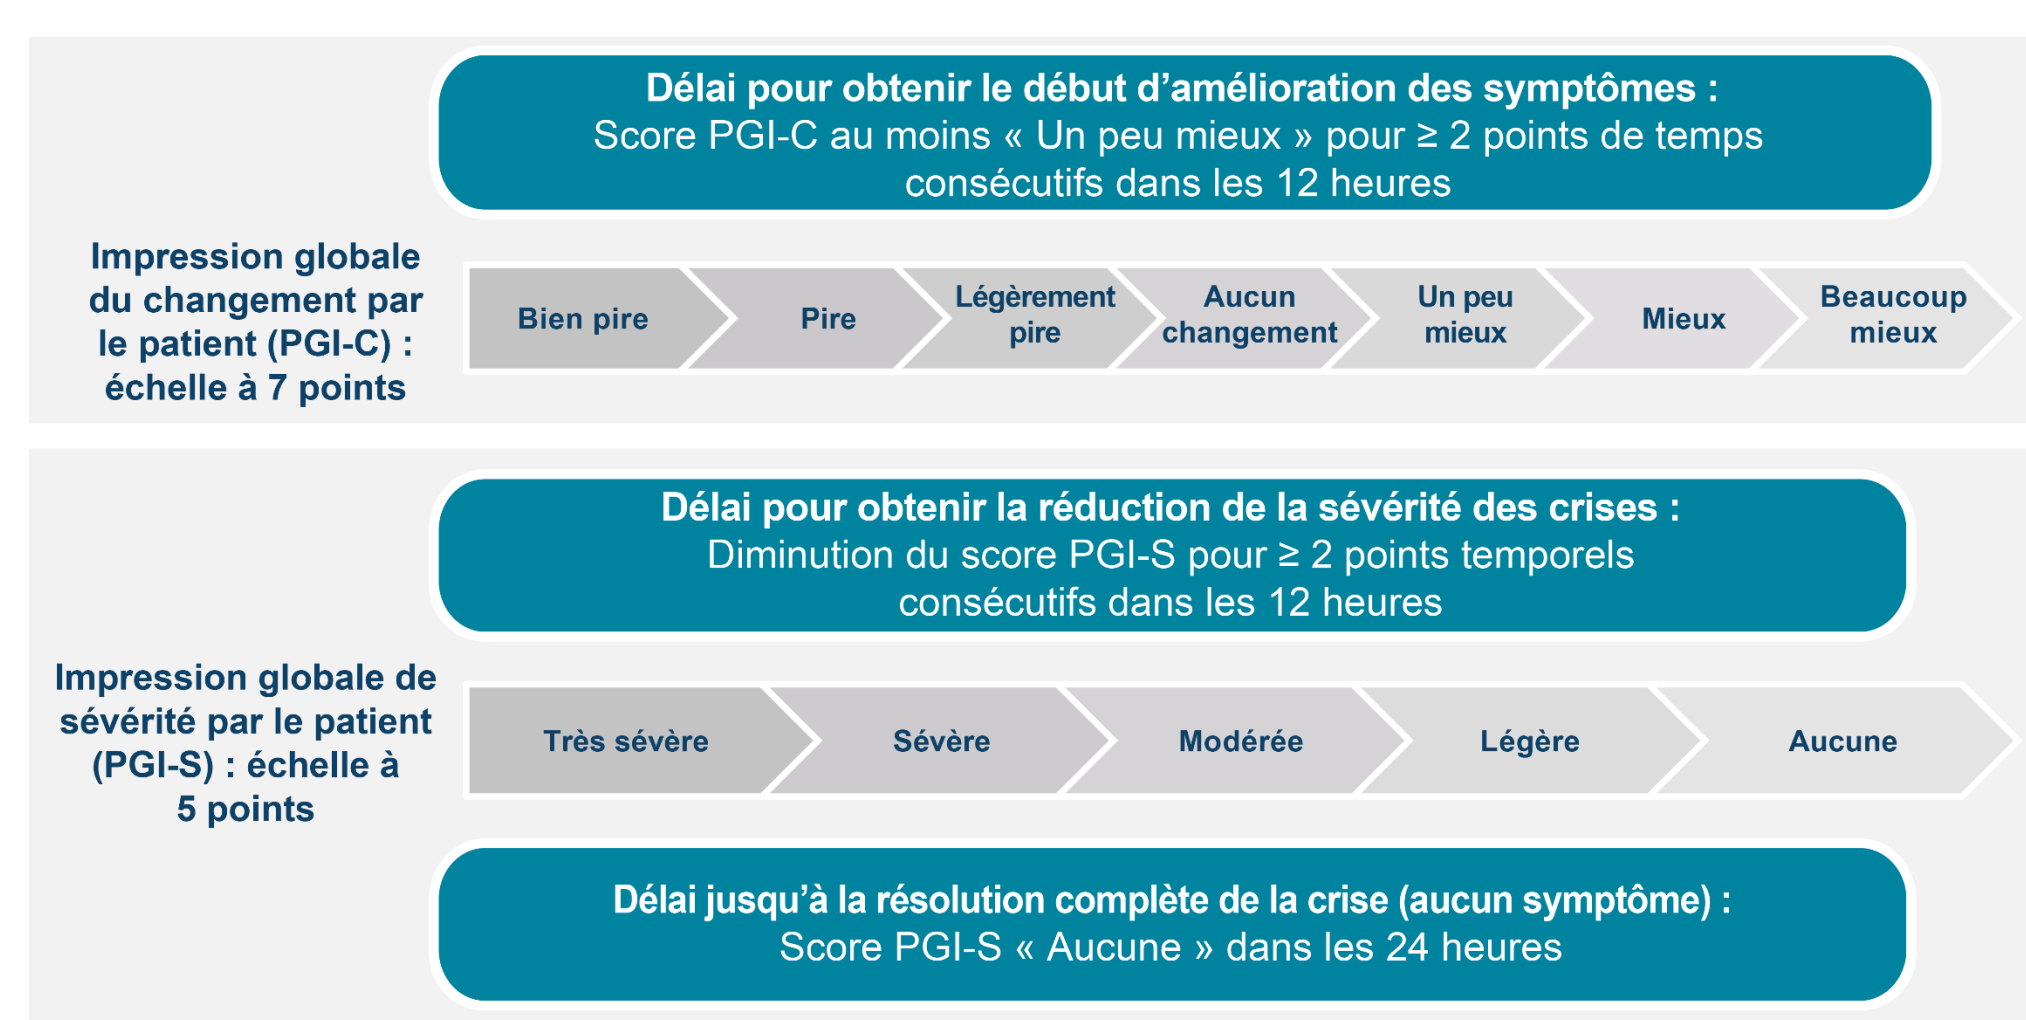 Délai pour obtenir le début d’amélioration des symptômes :
Score PGI-C au moins « Un peu mieux » pour ≥ 2 points de temps
consécutifs dans les 12 heures
Impression globale
du changement par
le patient (PGI-C) :
échelle à 7 points
Bien pire
Pire
Légèrement
pire
Aucun
changement
Un peu
mieux
Mieux
Beaucoup
mieux
Délai pour obtenir la réduction de la sévérité des crises :
Diminution du score PGI-S pour ≥ 2 points temporels
consécutifs dans les 12 heures
Impression globale de
sévérité par le patient
(PGI-S) : échelle à
5 points
Très sévère
Sévère
Modérée
Légère
Aucune
Délai jusqu’à la résolution complète de la crise (aucun symptôme) :
Score PGI-S « Aucune » dans les 24 heures